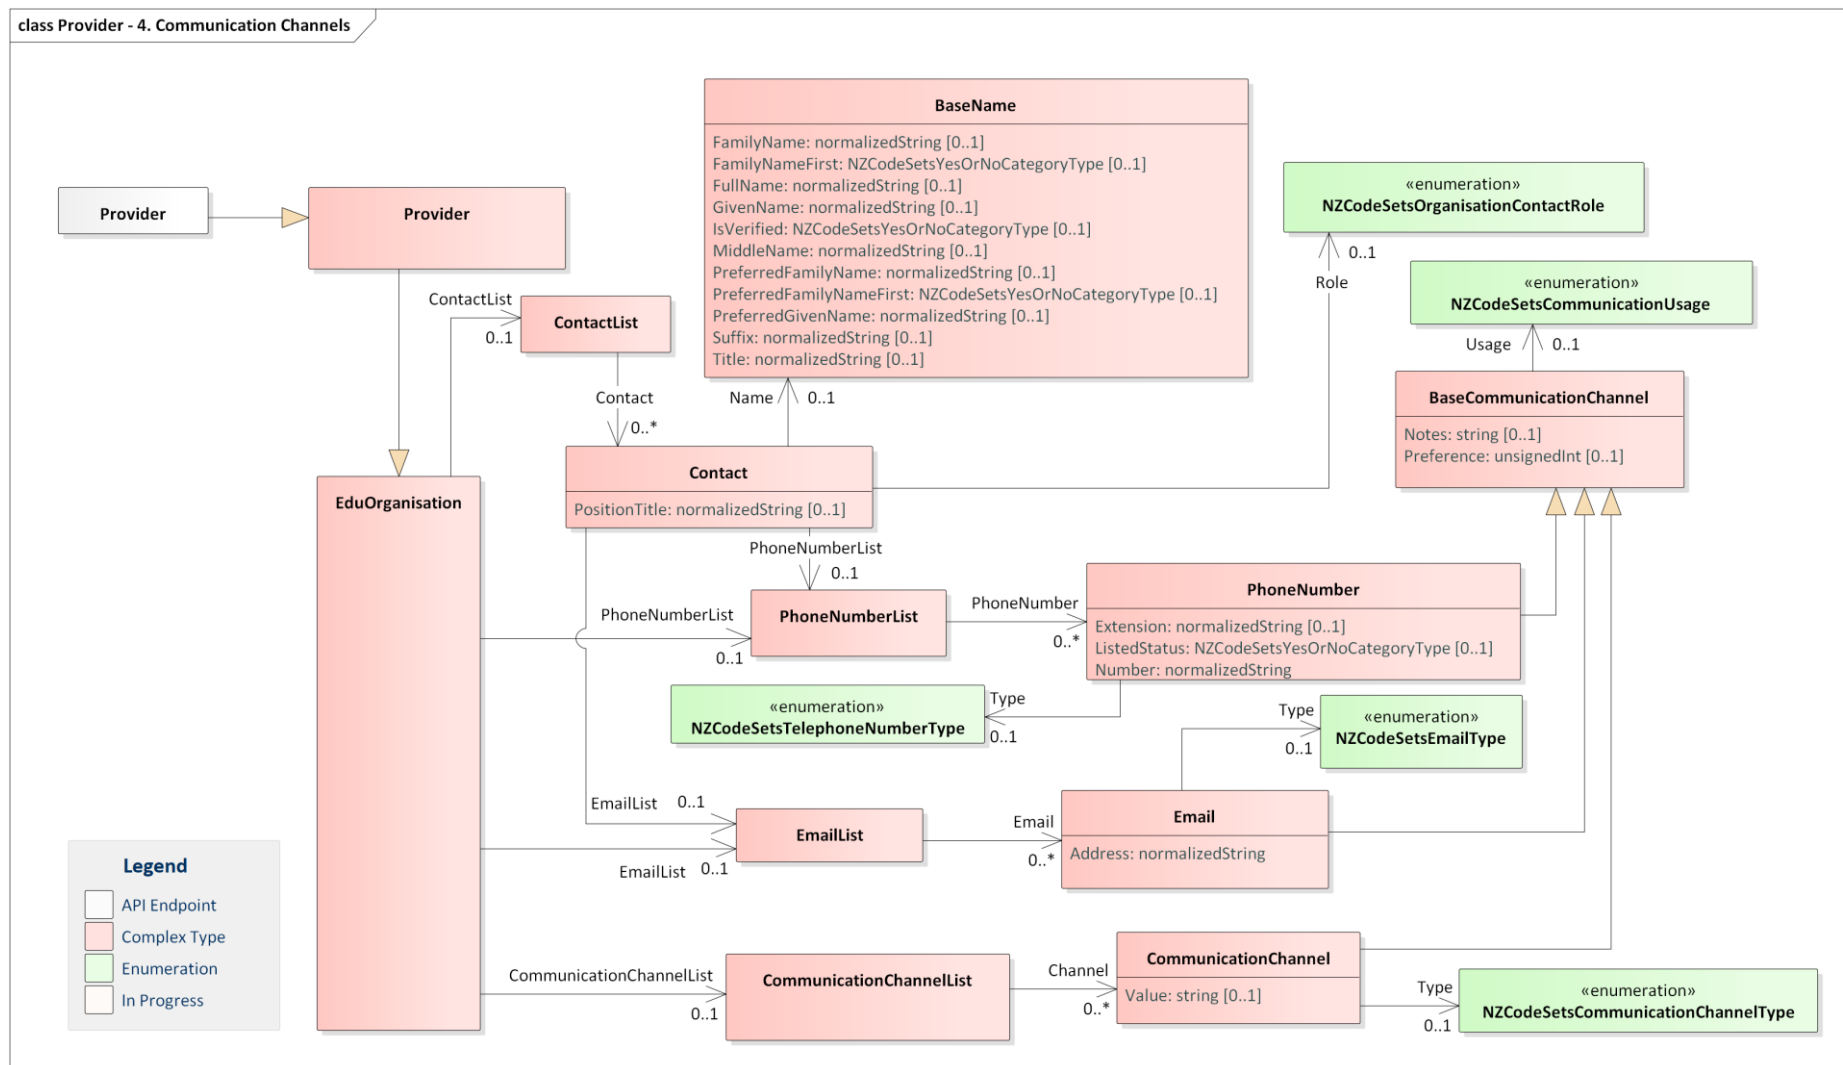 class Provider - 4. Communication Channels
BaseName
FamilyName: normalizedString [0..1]
FamilyNameFirst: NZCodeSetsYesOrNoCategoryType [0..1]
FullName: normalizedString [0..1]
GivenName: normalizedString [0..1]
IsVerified: NZCodeSetsYesOrNoCategoryType [0..1]
MiddleName: normalizedString [0..1]
PreferredFamilyName: normalizedString [0..1]
PreferredFamilyNameFirst: NZCodeSetsYesOrNoCategoryType [0..1]
PreferredGivenName: normalizedString [0..1]
Suffix: normalizedString [0..1]
Title: normalizedString [0..1]
«enumeration»
NZCodeSetsOrganisationContactRole
0..1
Role
Provider
Provider
«enumeration»
NZCodeSetsCommunicationUsage
Usage
0..1
ContactList
0..1
ContactList
Contact
0..*
Name
0..1
BaseCommunicationChannel
Notes: string [0..1]
Preference: unsignedInt [0..1]
Contact
PositionTitle: normalizedString [0..1]
EduOrganisation
PhoneNumberList
0..1
PhoneNumberList
0..1
PhoneNumberList
PhoneNumber
0..*
PhoneNumber
Extension: normalizedString [0..1]
ListedStatus: NZCodeSetsYesOrNoCategoryType [0..1]
Number: normalizedString
«enumeration»
NZCodeSetsTelephoneNumberType
Type
0..1
Type
0..1
«enumeration»
NZCodeSetsEmailType
EmailList
0..1
EmailList
0..1
EmailList
Email
0..*
Email
Address: normalizedString
Legend
API Endpoint
Complex Type
Enumeration
In Progress
CommunicationChannelList
0..1
CommunicationChannelList
Channel
0..*
CommunicationChannel
Value: string [0..1]
Type
0..1
«enumeration»
NZCodeSetsCommunicationChannelType